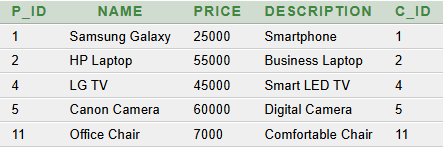 P_ID NAME PRICE DESCRIPTION C_ID
1 Samsung Galaxy 25000 Smartphone 1
2 HP Laptop 55000 Business Laptop 2
4 LG TV 45000 Smart LED TV 4
5 Canon Camera 60000 Digital Camera 5
11 Office Chair 7000 Comfortable Chair 11